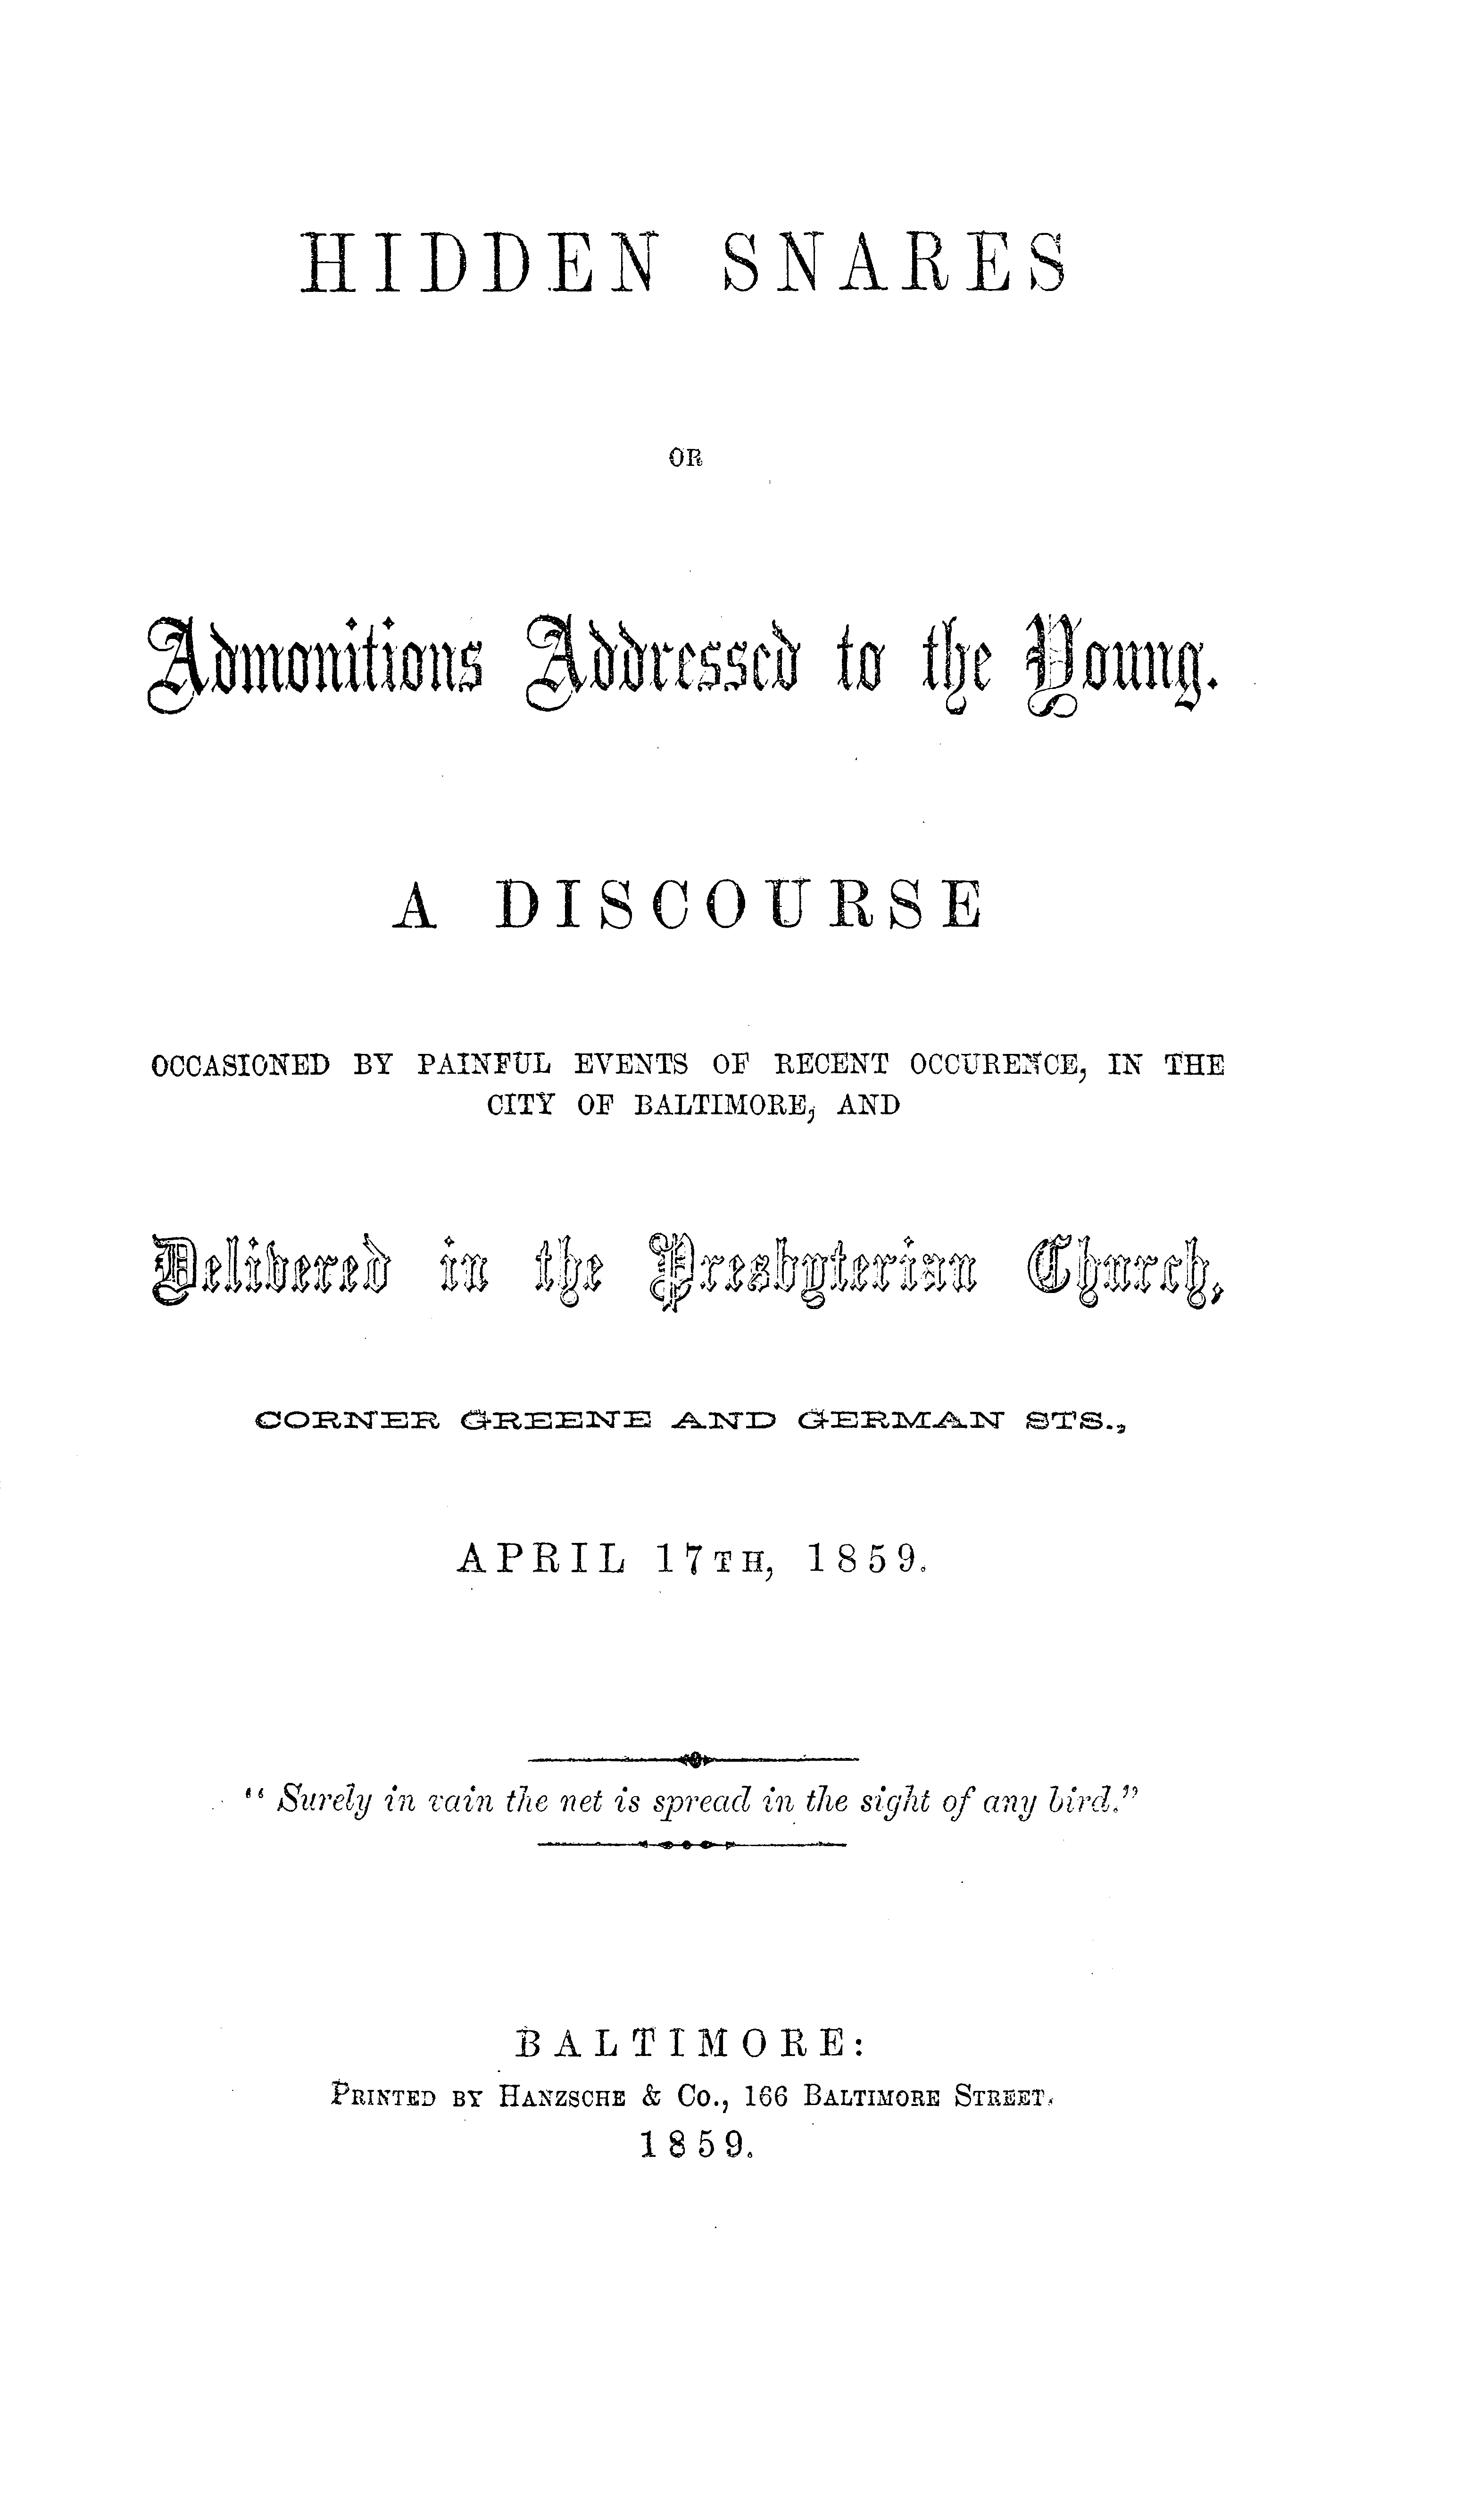 HIDDEN SNARES
OR
Admonitions Addressed to the Young.
A DISCOURSE
OCCASIONED BY PAINFUL EVENTS OF RECENT OCCURENCE, IN THE
CITY OF BALTIMORE, AND
Delivered in the Presbyterian Church,
CORNER GREENE AND GERMAN STS.,
APRIL 17TH, 1859.
"Surely in vain the net is spread in the sight of any bird."
BALTIMORE:
PRINTED BY HANZSCHE & CO., 166 BALTIMORE STREET.
1859.